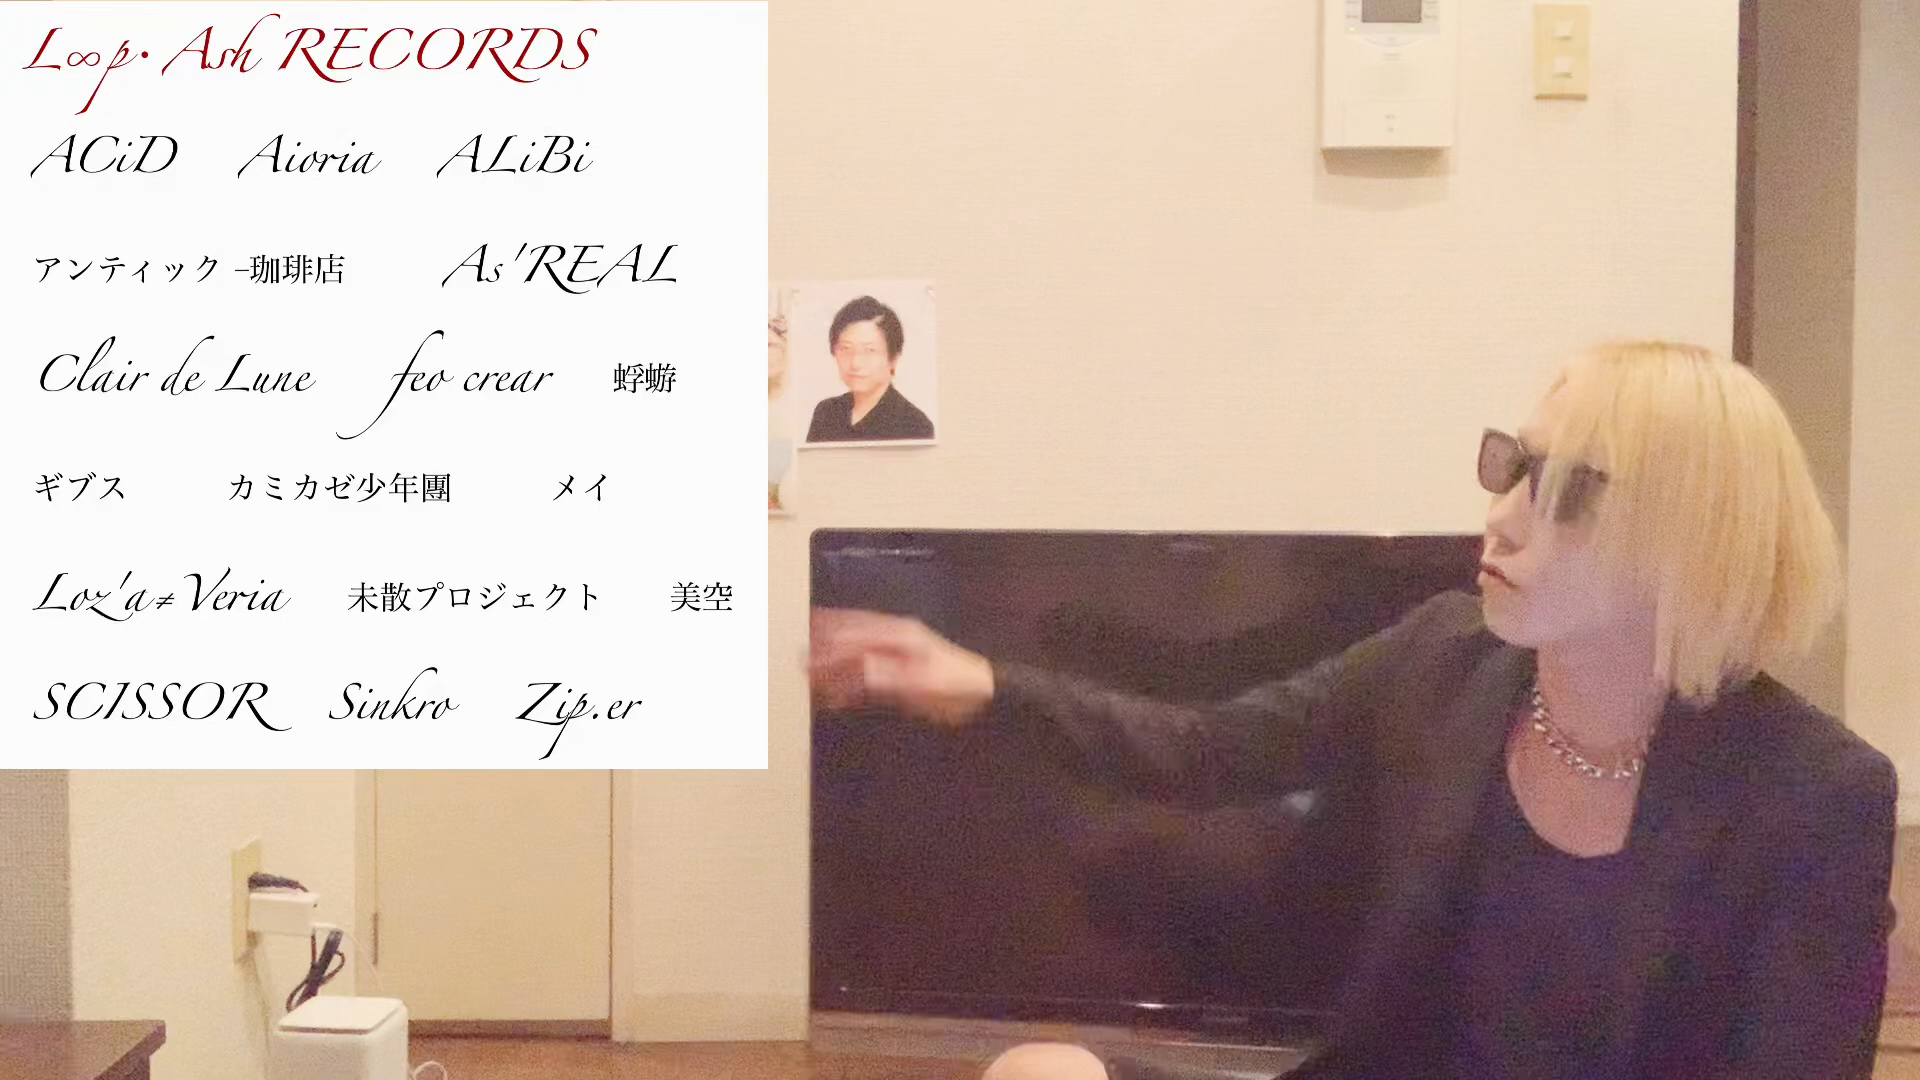 L∞p・Ash RECORDS
ACiD Aioria ALiBi
アンティック -珈琲店 As'REAL
Clair de Lune feo crear 蜉蝣
ギブス カミカゼ少年團 メイ
Loz'a≠Veria 未散プロジェクト 美空
SCISSOR Sinkro Zip.er